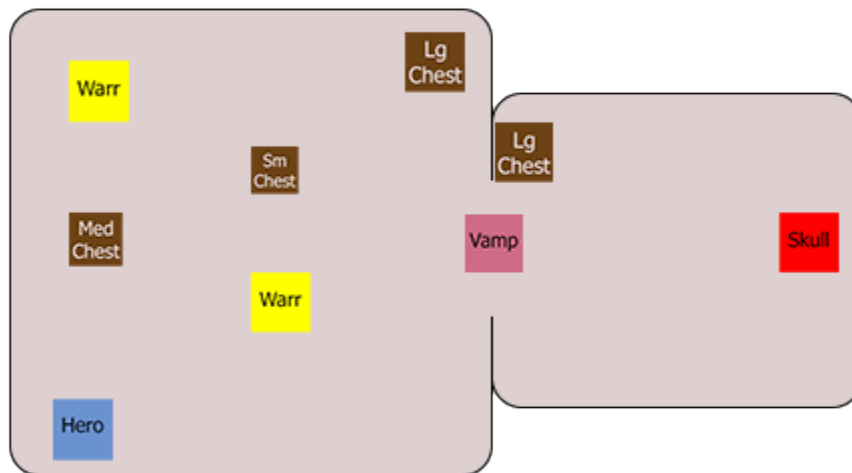 Lg
Chest
Warr
Lg
Chest
Sm
Chest
Med
Chest
Vamp
Skull
Warr
Hero